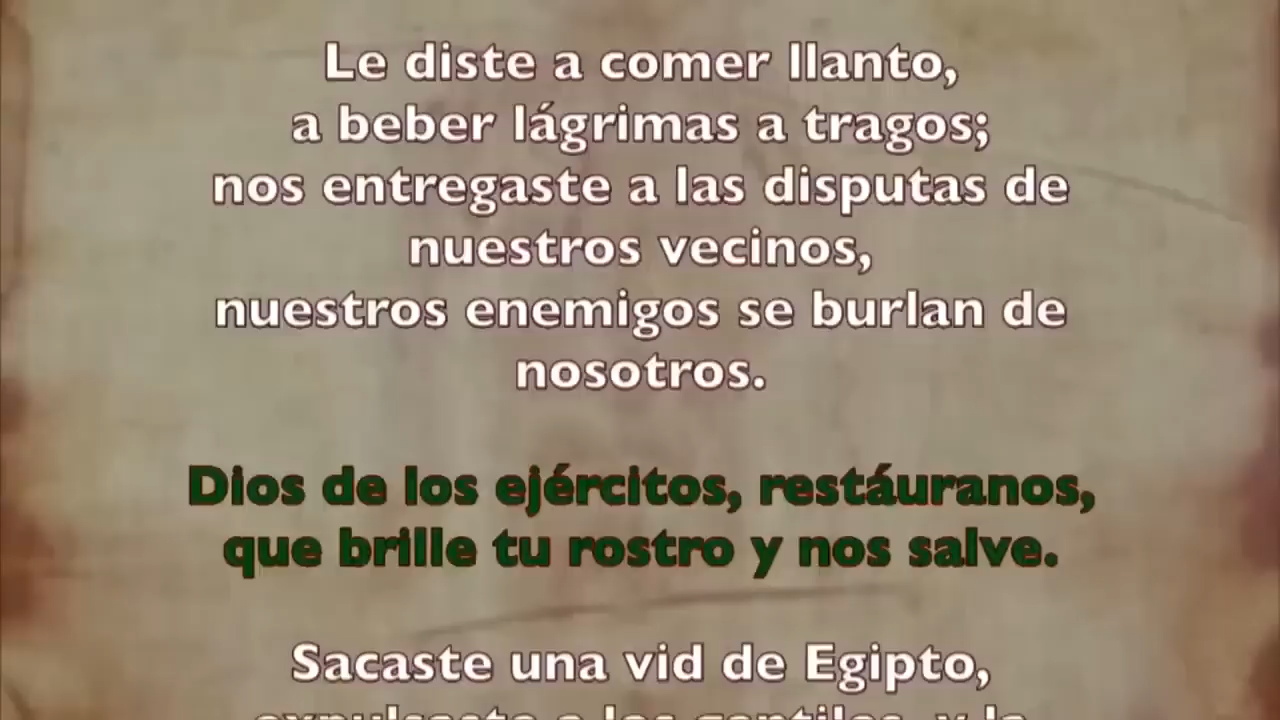 Le diste a comer llanto,
a beber lágrimas a tragos;
nos entregaste a las disputas de
nuestros vecinos,
nuestros enemigos se burlan de
nosotros.
Dios de los ejércitos, restáuranos,
que brille tu rostro y nos salve.
Sacaste una vid de Egipto,